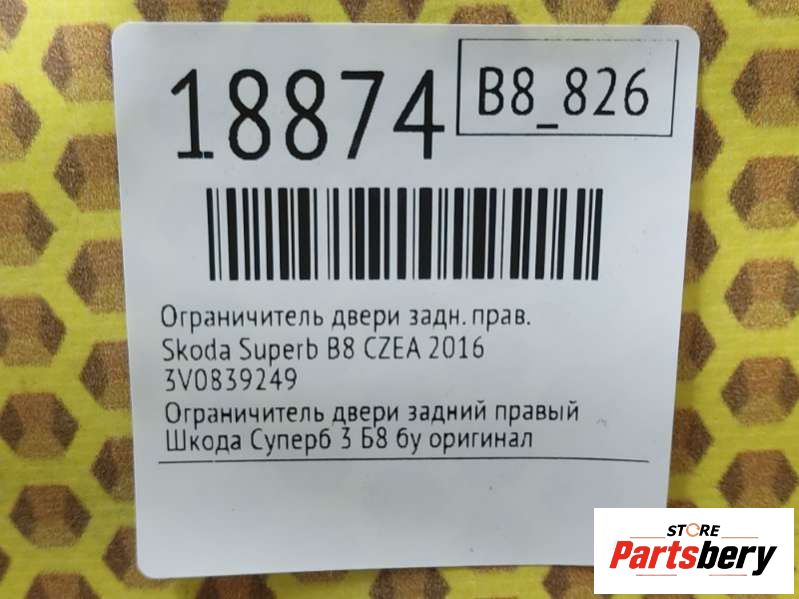 18874
B8_826
Ограничитель двери задн. прав.
Skoda Superb B8 CZEA 2016
3V0839249
Ограничитель двери задний правый
Шкода Суперб 3 Б8 бу оригинал
STORE
Partsbery